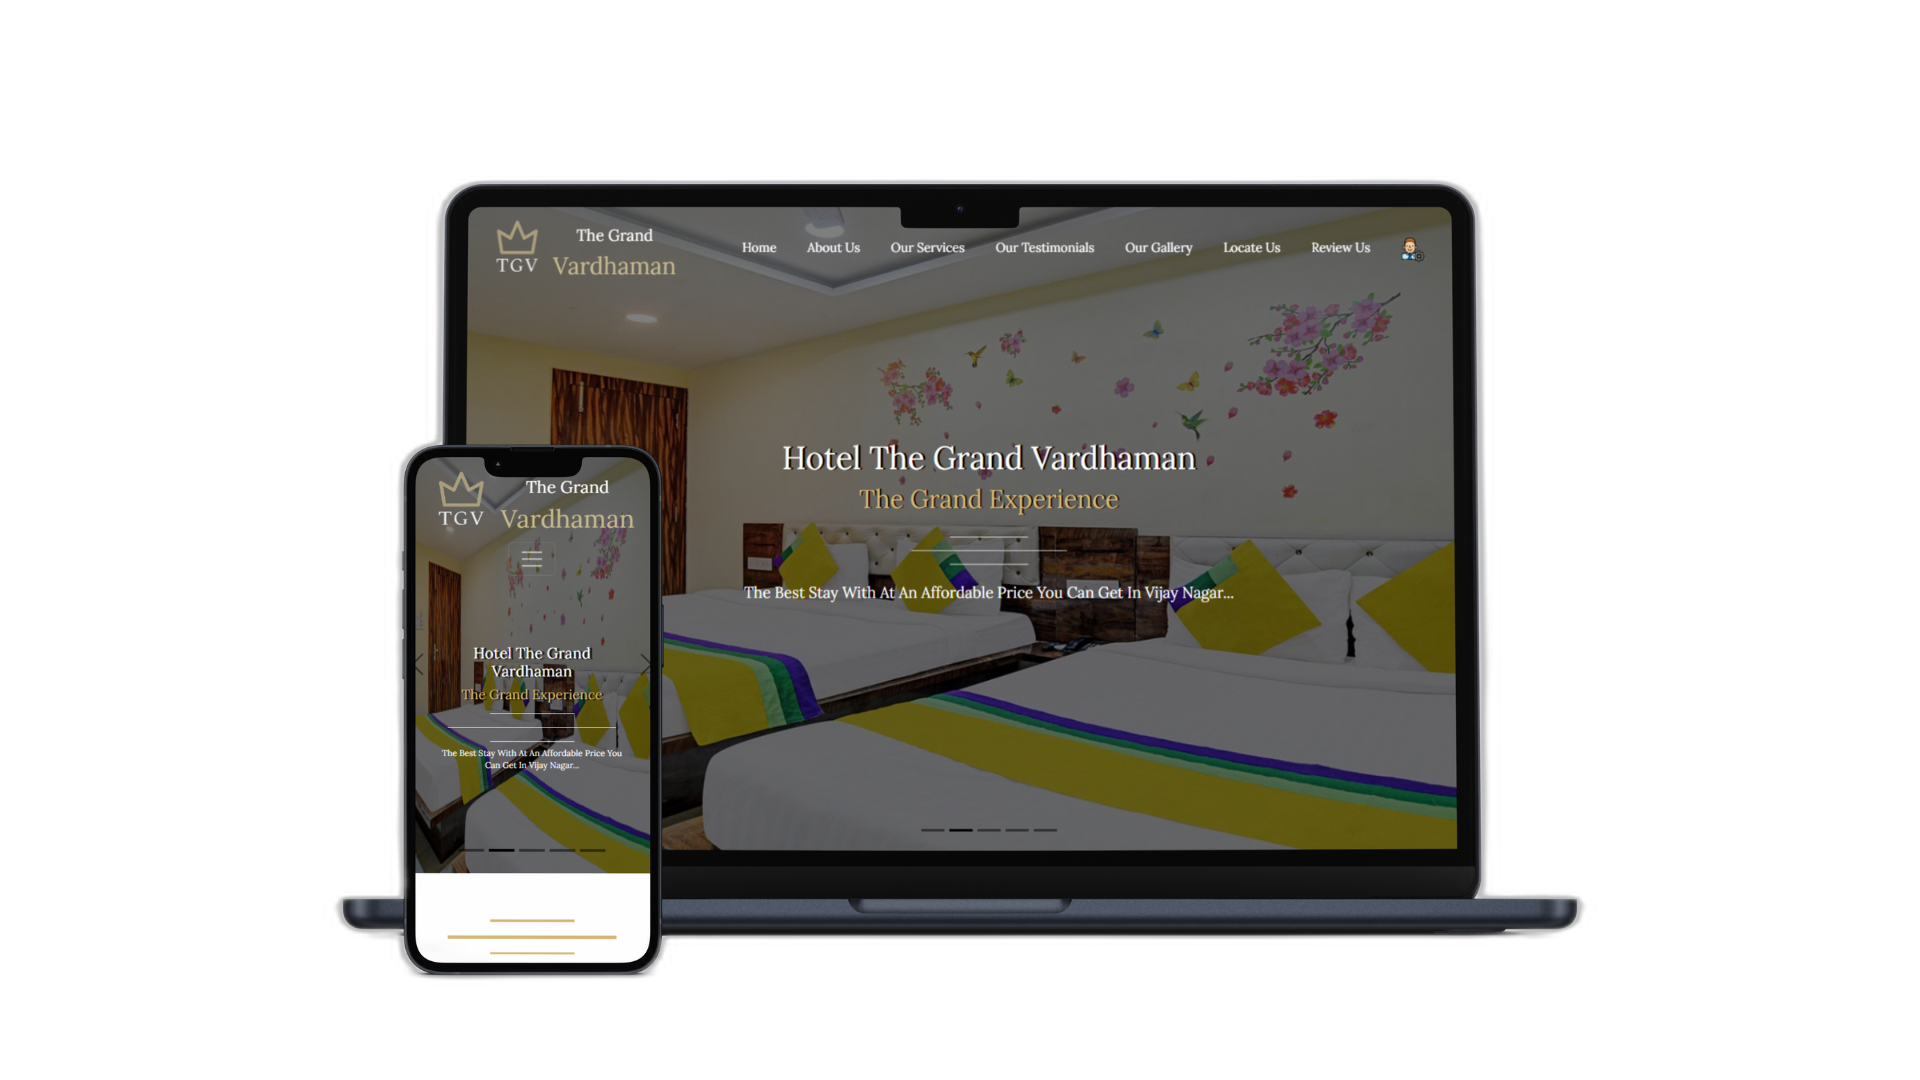 TGV
The Grand
Vardhaman
Home About Us Our Services Our Testimonials Our Gallery Locate Us Review Us
Hotel The Grand Vardhaman
The Grand Experience
The Best Stay With At An Affordable Price You Can Get In Vijay Nagar...
TGV
The Grand
Vardhaman
Hotel The Grand
Vardhaman
The Grand Experience
The Best Stay With At An Affordable Price You
Can Get In Vijay Nagar...